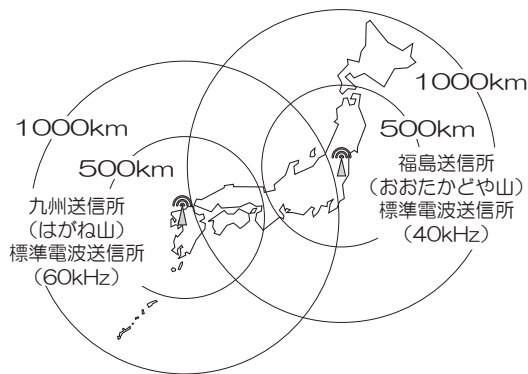 1000km
500km
九州送信所
(はがね山)
標準電波送信所
(60kHz)
1000km
500km
福島送信所
(おおたかどや山)
標準電波送信所
(40kHz)